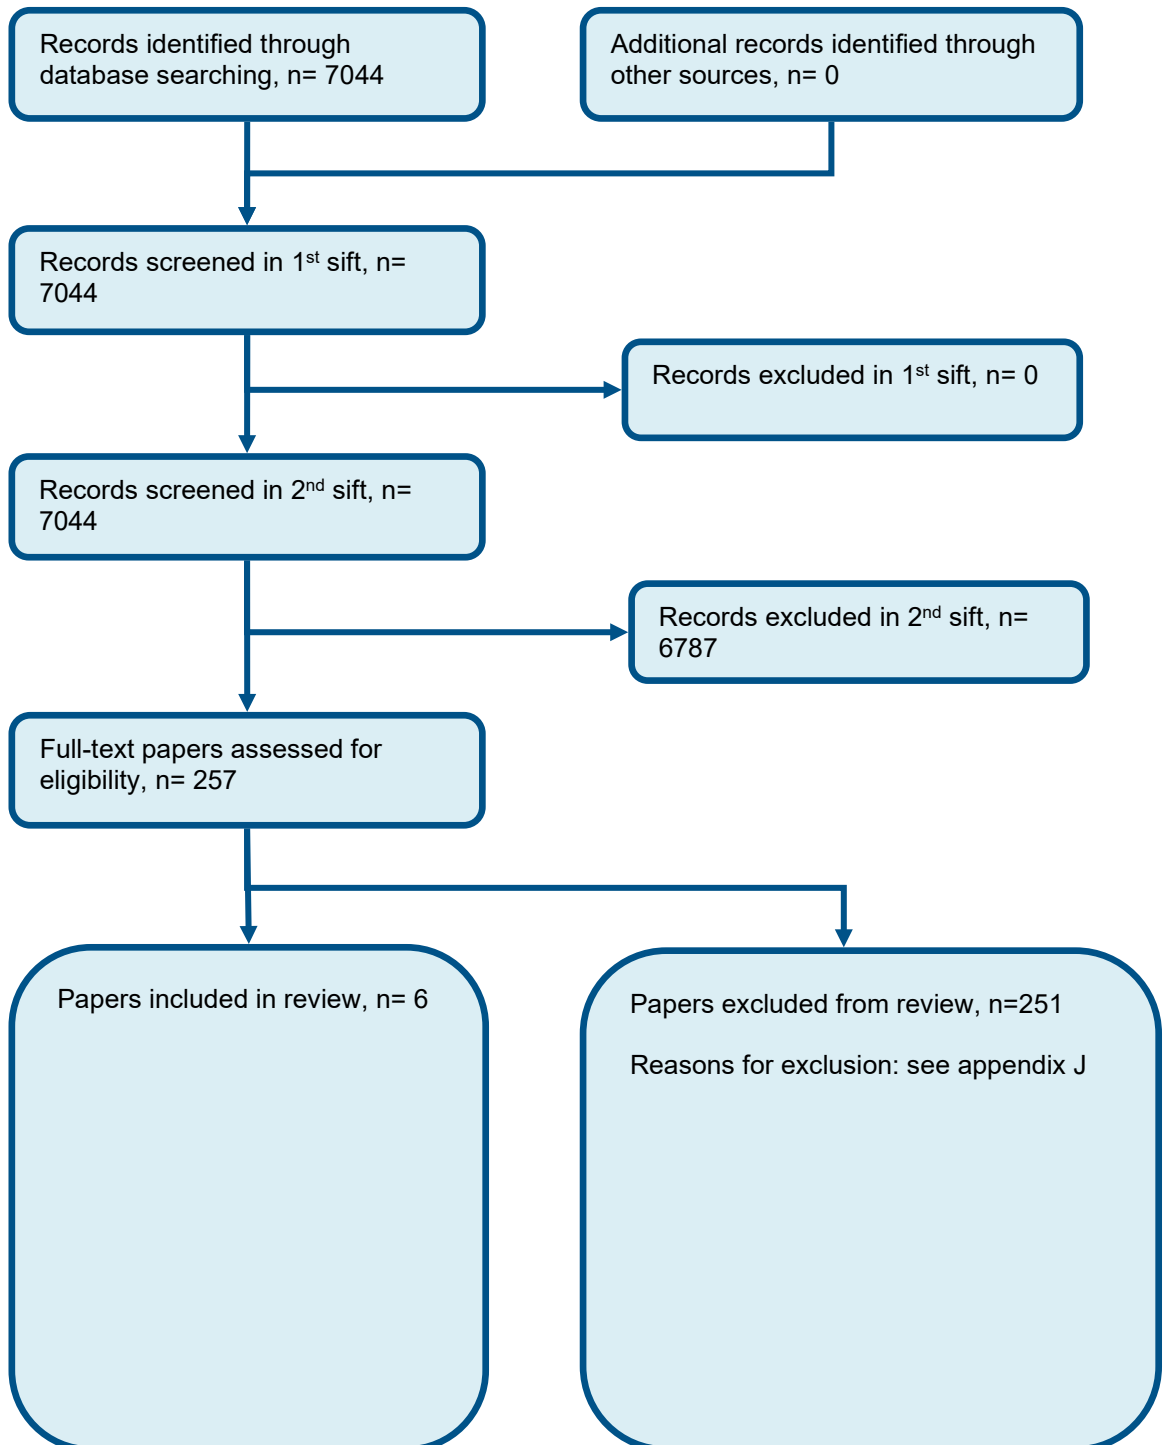 Records identified through
database searching, n= 7044
Additional records identified through
other sources, n= 0
Records screened in 1st sift, n=
7044
Records excluded in 1st sift, n= 0
Records screened in 2nd sift, n=
7044
Records excluded in 2nd sift, n=
6787
Full-text papers assessed for
eligibility, n= 257
Papers included in review, n= 6
Papers excluded from review, n=251
Reasons for exclusion: see appendix J